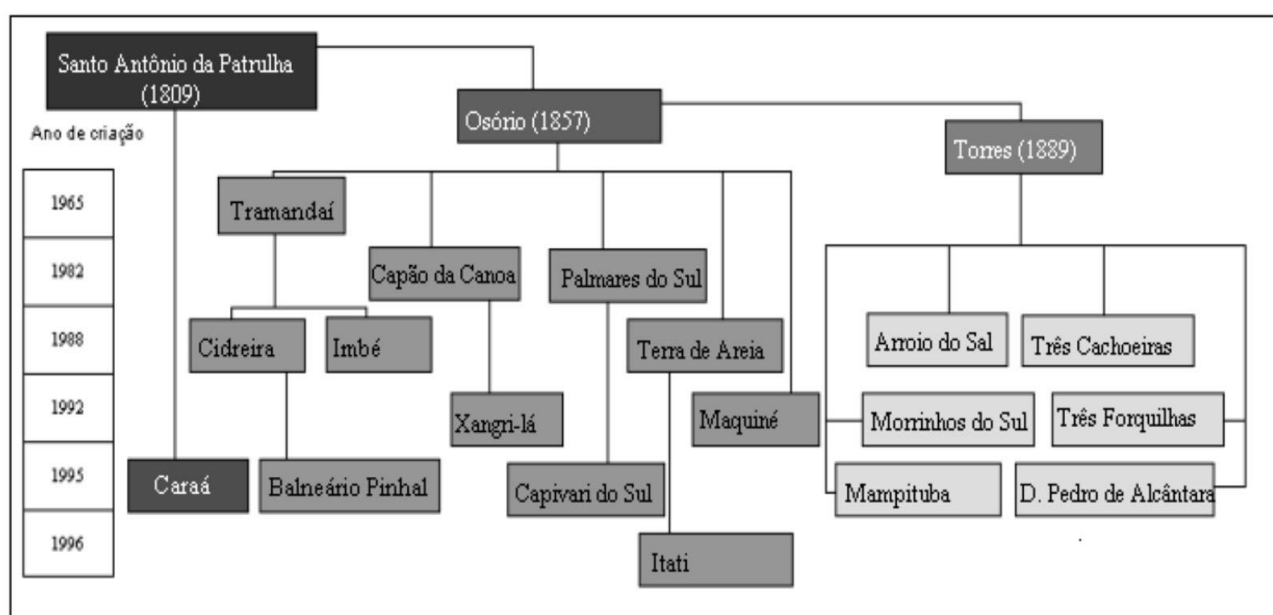 Santo Antônio da Patrulha
(1809)
Osório (1857)
Torres (1889)
Ano de criação
1965
Tramandaí
1982
Capão da Canoa
Palmares do Sul
1988
Cidreira
Imbé
Terra de Areia
Arroio do Sal
Três Cachoeiras
1992
Xangri-lá
Maquiné
Morrinhos do Sul
Três Forquilhas
1995
Caraá
Balneário Pinhal
Capivari do Sul
Mampituba
D. Pedro de Alcântara
1996
Itati